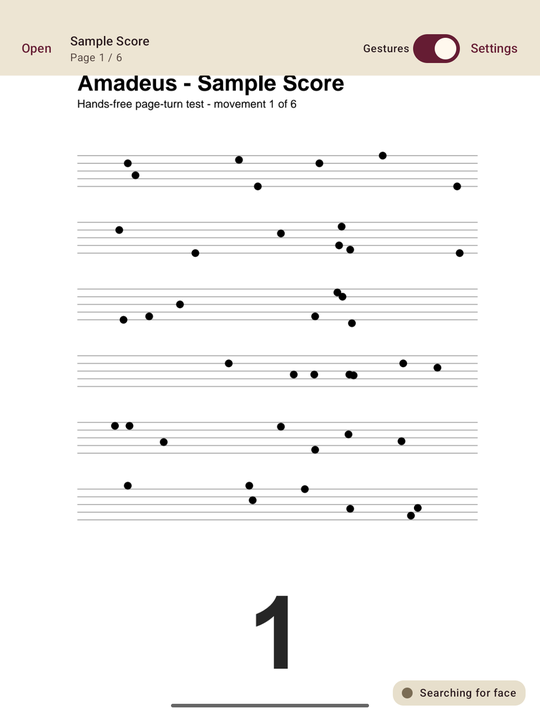 Open
Sample Score
Page 1 / 6
Gestures
Settings
Amadeus - Sample Score
Hands-free page-turn test - movement 1 of 6
1
Searching for face